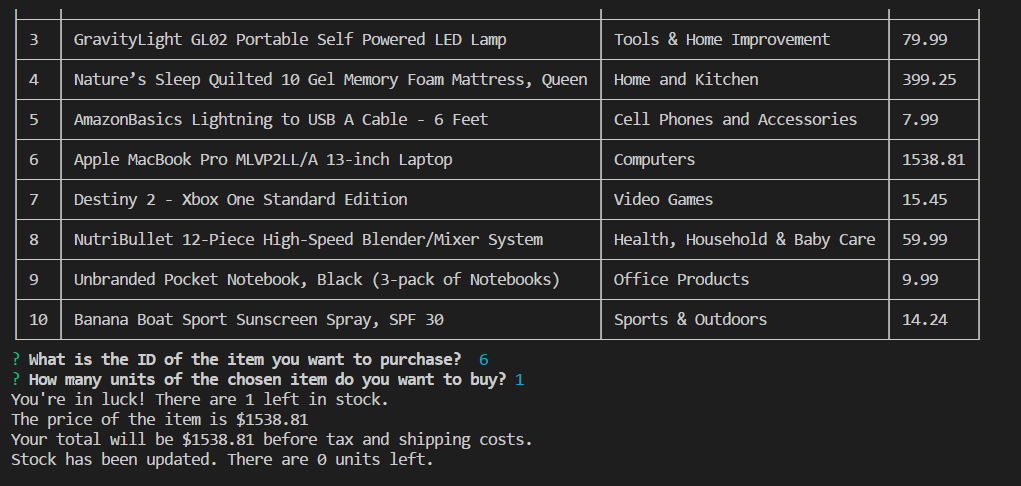 3 GravityLight GL02 Portable Self Powered LED Lamp Tools & Home Improvement 79.99
4 Nature’s Sleep Quilted 10 Gel Memory Foam Mattress, Queen Home and Kitchen 399.25
5 AmazonBasics Lightning to USB A Cable - 6 Feet Cell Phones and Accessories 7.99
6 Apple MacBook Pro MLVP2LL/A 13-inch Laptop Computers 1538.81
7 Destiny 2 - Xbox One Standard Edition Video Games 15.45
8 NutriBullet 12-Piece High-Speed Blender/Mixer System Health, Household & Baby Care 59.99
9 Unbranded Pocket Notebook, Black (3-pack of Notebooks) Office Products 9.99
10 Banana Boat Sport Sunscreen Spray, SPF 30 Sports & Outdoors 14.24
? What is the ID of the item you want to purchase? 6
? How many units of the chosen item do you want to buy? 1
You're in luck! There are 1 left in stock.
The price of the item is $1538.81
Your total will be $1538.81 before tax and shipping costs.
Stock has been updated. There are 0 units left.